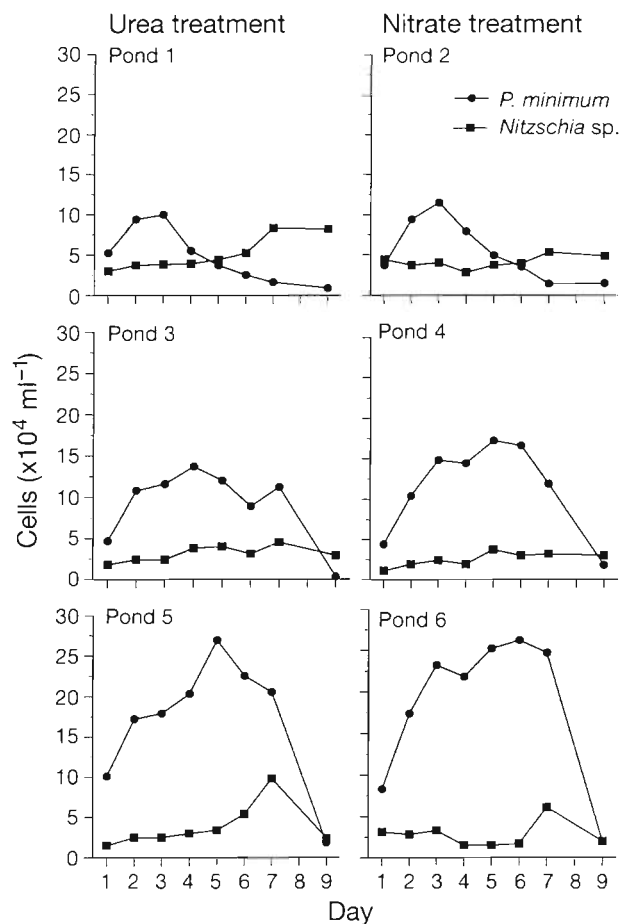 Urea treatment Nitrate treatment
Pond 1 Pond 2
P. minimum
Nitzschia sp.
30
25
20
15
10
5
0
Pond 3 Pond 4
30
25
20
15
10
5
0
Pond 5 Pond 6
30
25
20
15
10
5
0
Cells (x10⁴ ml⁻¹)
1 2 3 4 5 6 7 8 9 1 2 3 4 5 6 7 8 9
Day